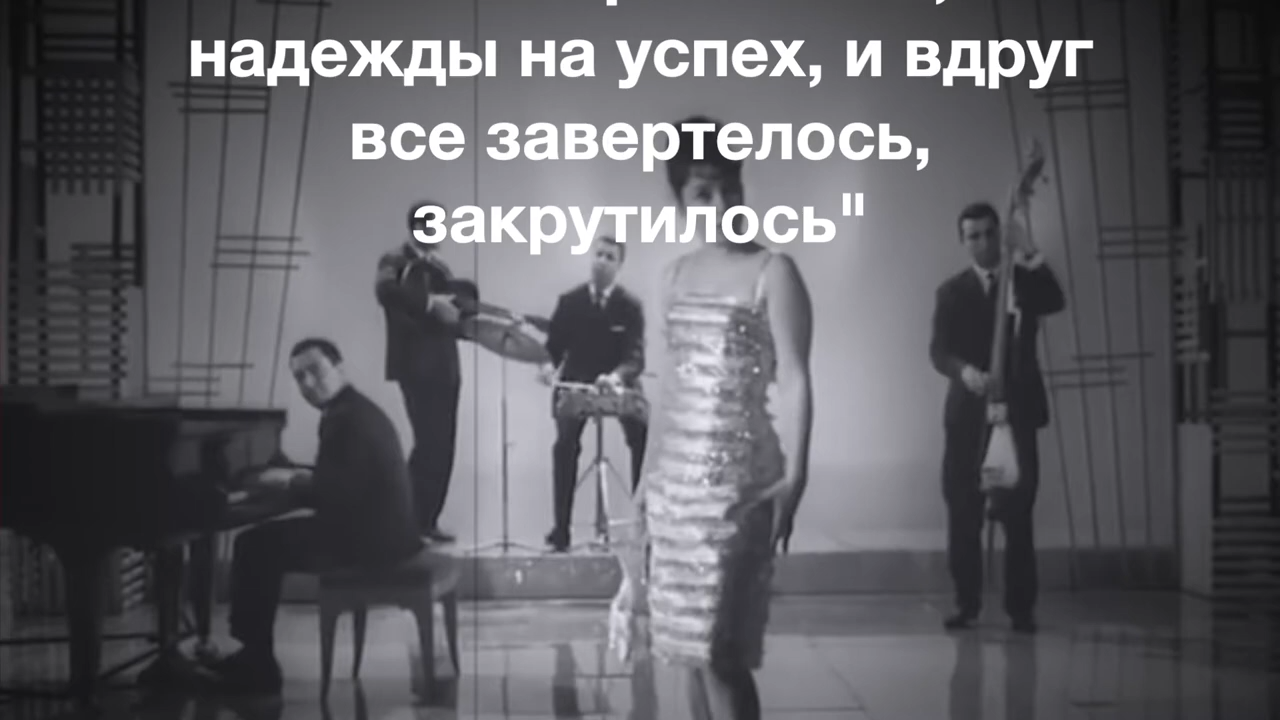 надежды на успех, и вдруг
все завертелось,
закрутилось"